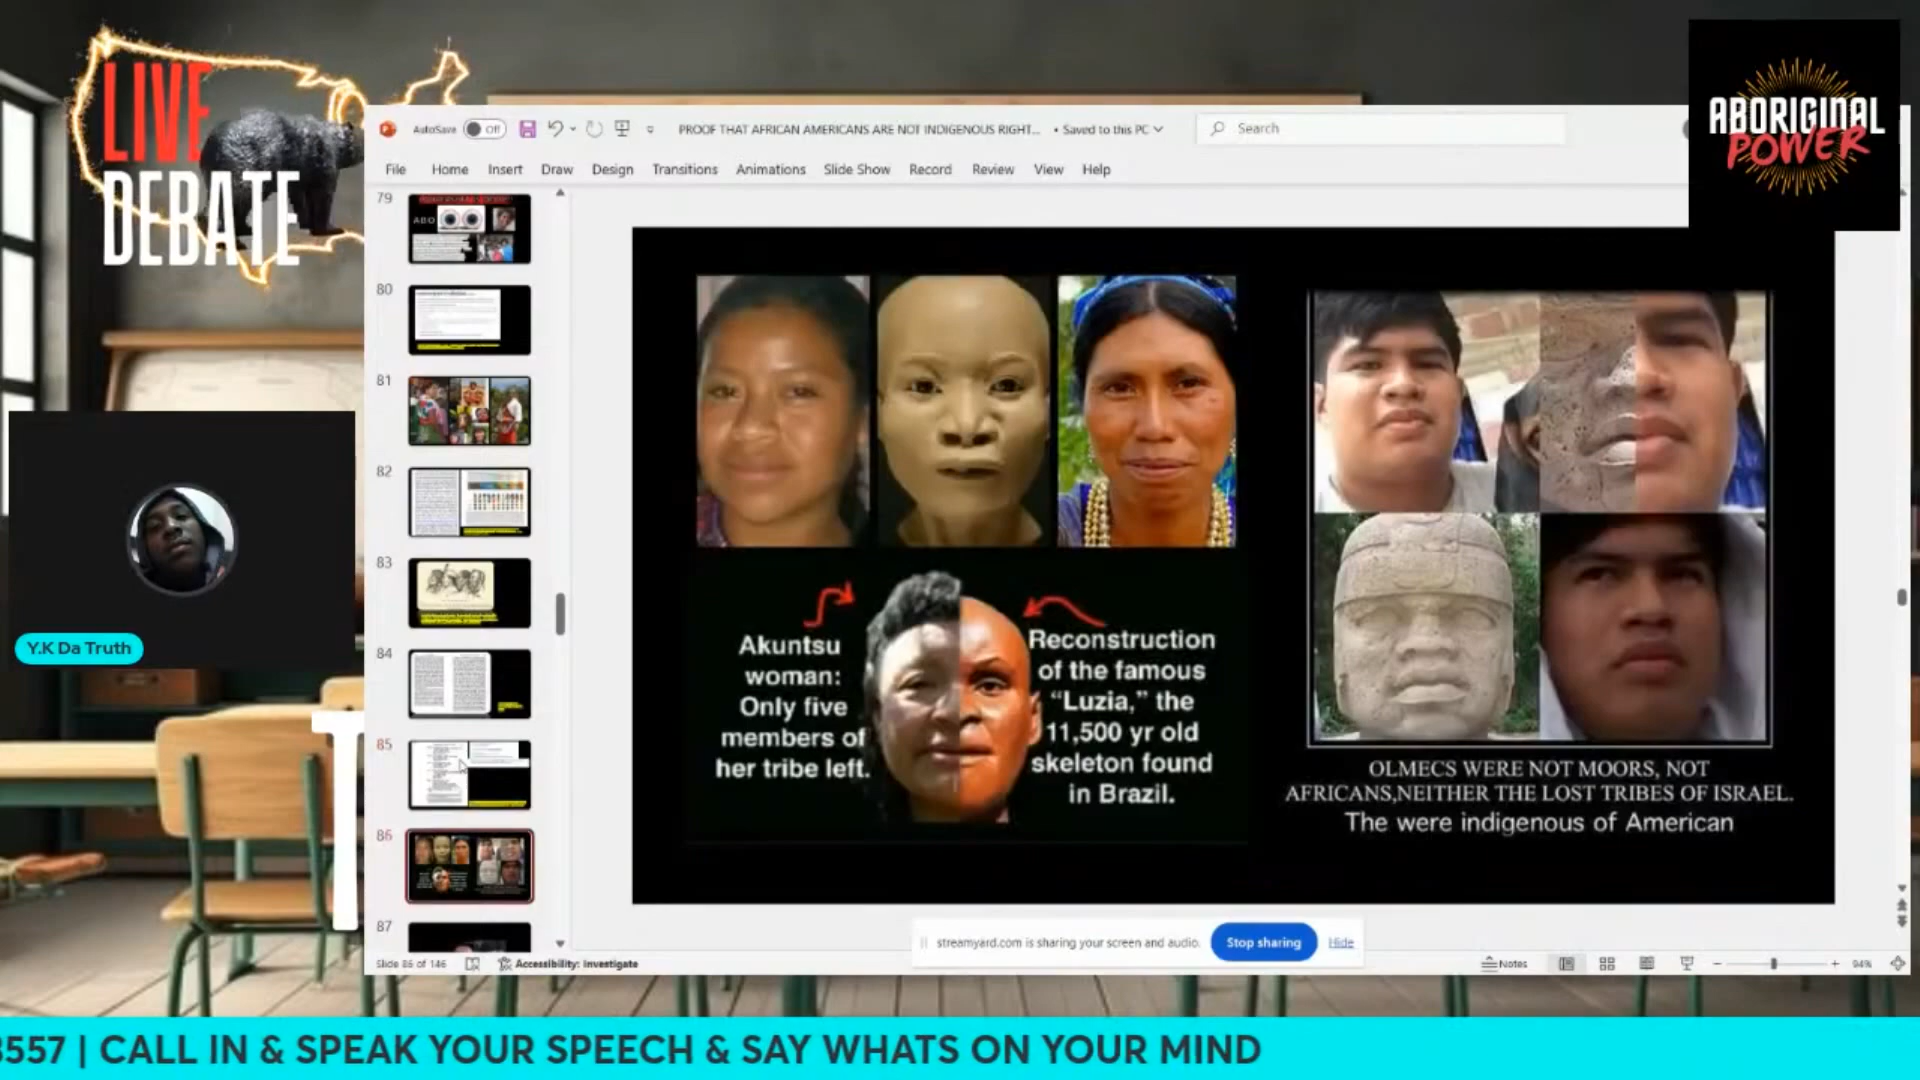 LIVE
DEBATE
AutoSave
Off
PROOF THAT AFRICAN AMERICANS ARE NOT INDIGENOUS RIGHT... • Saved to this PC
Search
ABORIGINAL
POWER
File Home Insert Draw Design Transitions Animations Slide Show Record Review View Help
79
80
81
82
83
84
85
86
87
Akuntsu
woman:
Only five
members of
her tribe left.
Reconstruction
of the famous
“Luzia,” the
11,500 yr old
skeleton found
in Brazil.
OLMECS WERE NOT MOORS, NOT
AFRICANS,NEITHER THE LOST TRIBES OF ISRAEL.
The were indigenous of American
Y.K Da Truth
T
streamyard.com is sharing your screen and audio.
Stop sharing
Hide
Slide 86 of 146
Accessibility: Investigate
Notes
94%
3557 | CALL IN & SPEAK YOUR SPEECH & SAY WHATS ON YOUR MIND